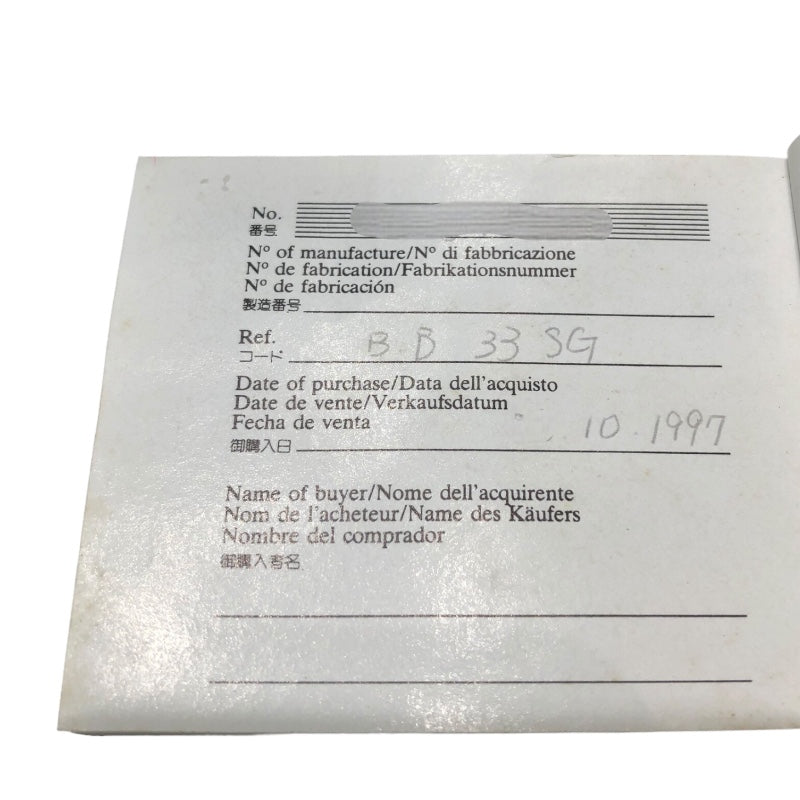 No.
番号
Nº of manufacture/Nº di fabbricazione
Nº de fabrication/Fabrikationsnummer
Nº de fabricación
製造番号
Ref.
コード B.B 33 SG
Date of purchase/Data dell'acquisto
Date de vente/Verkaufsdatum
Fecha de venta
御購入日 10.1997
Name of buyer/Nome dell'acquirente
Nom de l'acheteur/Name des Käufers
Nombre del comprador
御購入者名